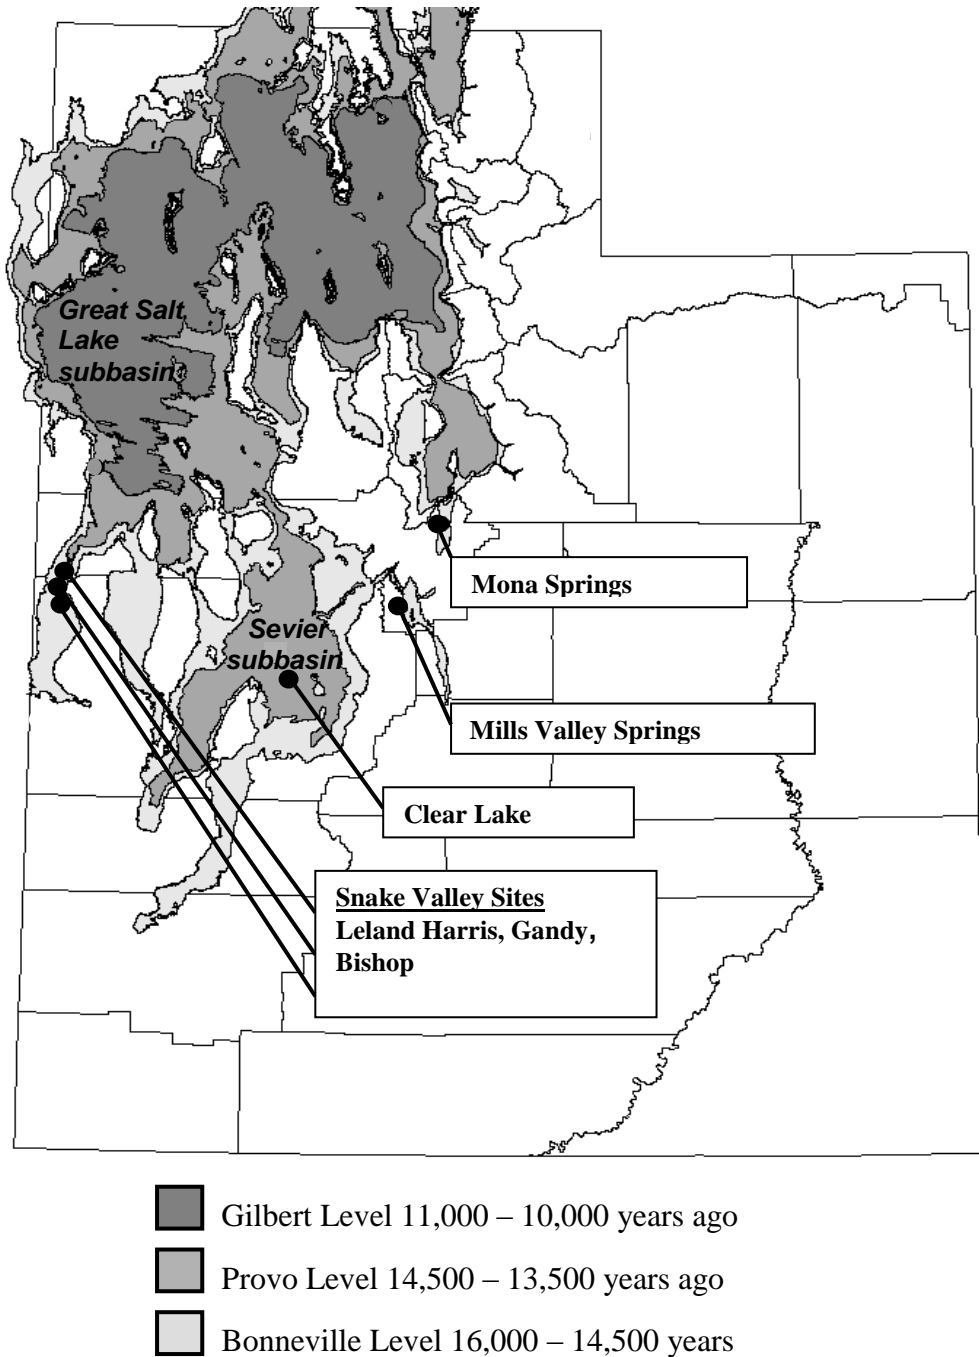 Great Salt
Lake
subbasin
Mona Springs
Sevier
subbasin
Mills Valley Springs
Clear Lake
Snake Valley Sites
Leland Harris, Gandy,
Bishop
Gilbert Level 11,000 – 10,000 years ago
Provo Level 14,500 – 13,500 years ago
Bonneville Level 16,000 – 14,500 years